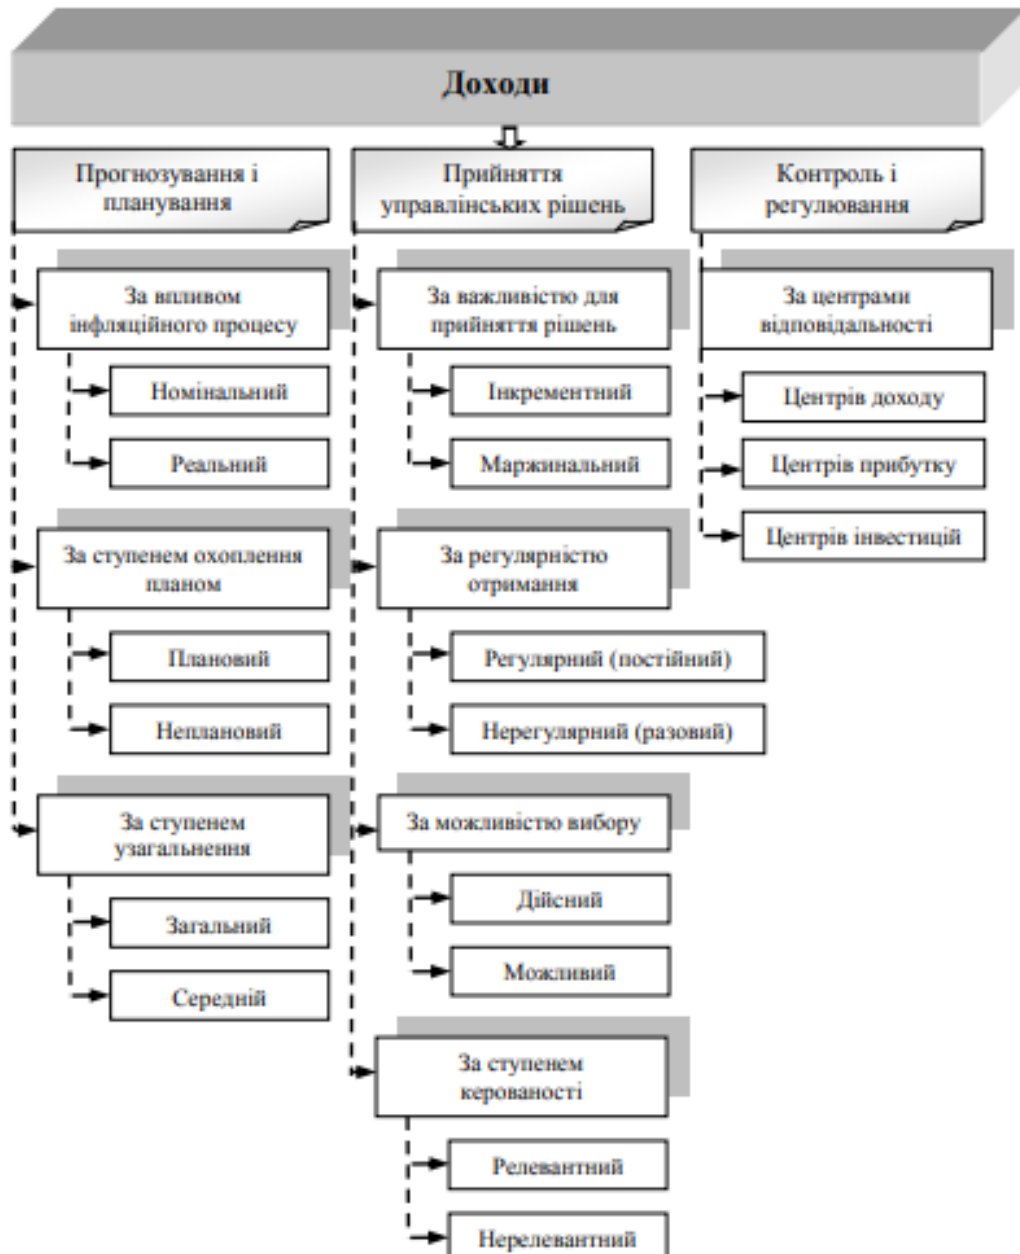 Доходи
Прогнозування і
планування
За впливом
інфляційного процесу
Номінальний
Реальний
За ступенем охоплення
планом
Плановий
Неплановий
За ступенем
узагальнення
Загальний
Середній
Прийняття
управлінських рішень
За важливістю для
прийняття рішень
Інкрементний
Маржинальний
За регулярністю
отримання
Регулярний (постійний)
Нерегулярний (разовий)
За можливістю вибору
Дійсний
Можливий
За ступенем
керованості
Релевантний
Нерелевантний
Контроль і
регулювання
За центрами
відповідальності
Центрів доходу
Центрів прибутку
Центрів інвестицій